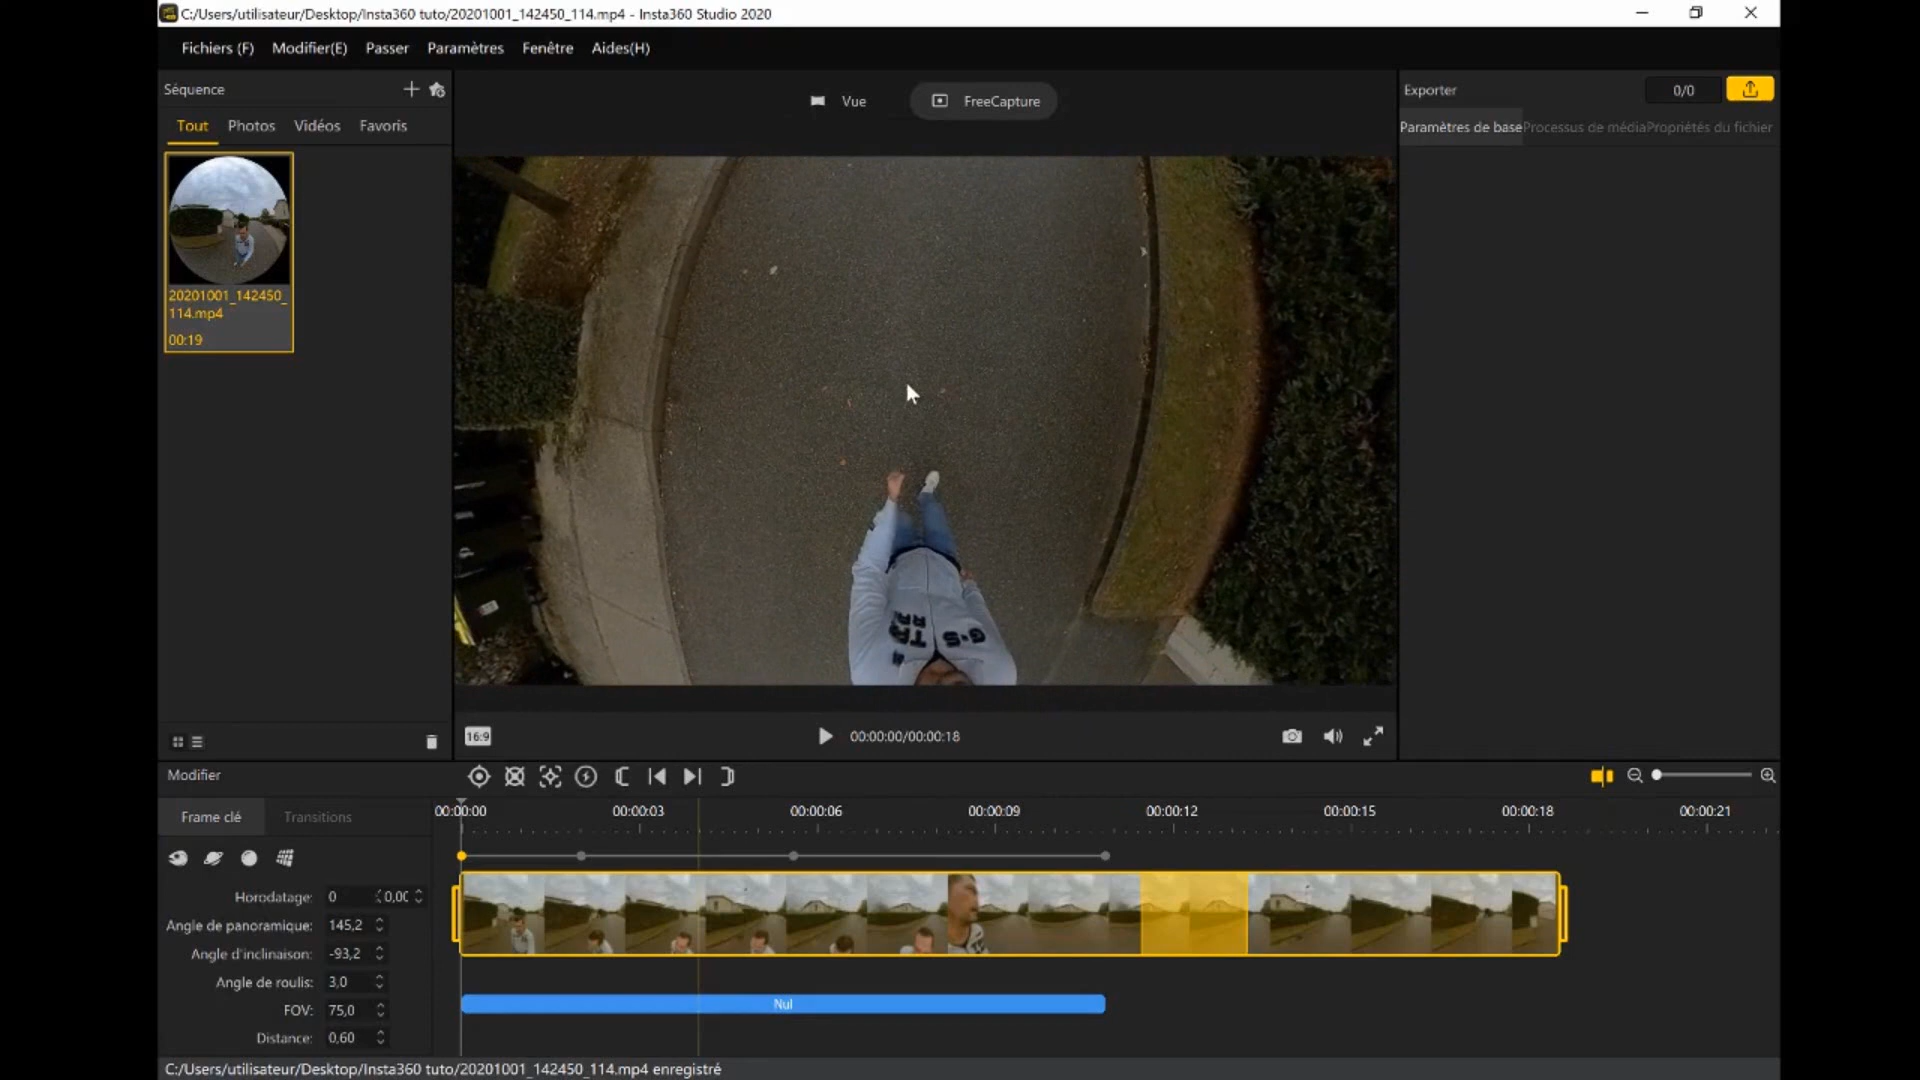 C:/Users/utilisateur/Desktop/Insta360 tuto/20201001_142450_114.mp4 - Insta360 Studio 2020
Fichiers (F) Modifier(E) Passer Paramètres Fenêtre Aides(H)
Séquence
Vue FreeCapture
Exporter 0/0
Tout Photos Vidéos Favoris
Paramètres de base Processus de média Propriétés du fichier
20201001_142450_
114.mp4
00:19
16:9 00:00:00/00:00:18
Modifier
Frame clé Transitions
00:00:00 00:00:03 00:00:06 00:00:09 00:00:12 00:00:15 00:00:18 00:00:21
Horodatage: 0 0,00
Angle de panoramique: 145,2
Angle d'inclinaison: -93,2
Angle de roulis: 3,0
FOV: 75,0
Distance: 0,60
Nul
C:/Users/utilisateur/Desktop/Insta360 tuto/20201001_142450_114.mp4 enregistré